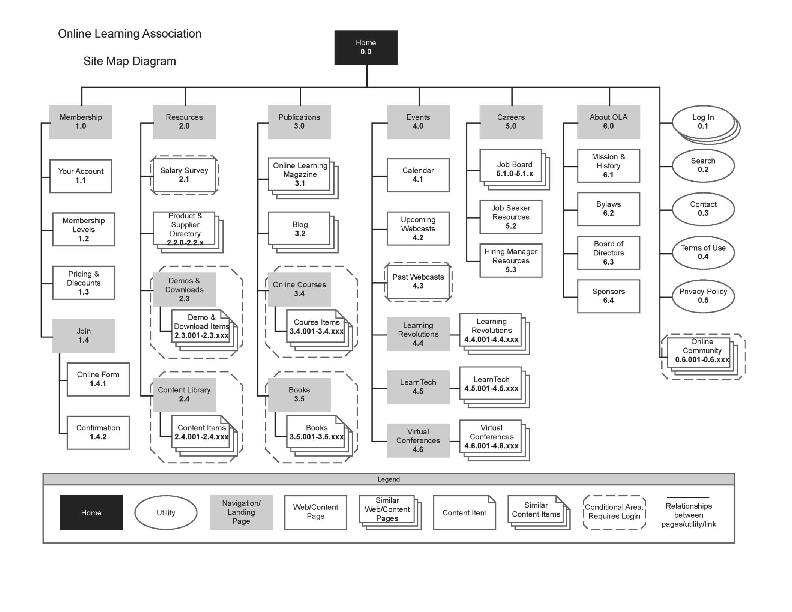 Online Learning Association
Site Map Diagram
Home
0.0
Membership
1.0
Your Account
1.1
Membership
Levels
1.2
Pricing &
Discounts
1.3
Join
1.4
Online Form
1.4.1
Confirmation
1.4.2
Resources
2.0
Salary Survey
2.1
Product &
Supplier
Directory
2.2.0-2.2.x
Demos &
Downloads
2.3
Demo &
Download Items
2.3.001-2.3.xxx
Content Library
2.4
Content Items
2.4.001-2.4.xxx
Publications
3.0
Online Learning
Magazine
3.1
Blog
3.2
Online Courses
3.4
Course Items
3.4.001-3.4.xxx
Books
3.5
Books
3.5.001-3.5.xxx
Events
4.0
Calendar
4.1
Upcoming
Webcasts
4.2
Past Webcasts
4.3
Learning
Revolutions
4.4
Learning
Revolutions
4.4.001-4.4.xxx
LearnTech
4.5
LearnTech
4.5.001-4.5.xxx
Virtual
Conferences
4.6
Virtual
Conferences
4.6.001-4.6.xxx
Careers
5.0
Job Board
5.1.0-5.1.x
Job Seeker
Resources
5.2
Hiring Manager
Resources
5.3
About OLA
6.0
Mission &
History
6.1
Bylaws
6.2
Board of
Directors
6.3
Sponsors
6.4
Log In
0.1
Search
0.2
Contact
0.3
Terms of Use
0.4
Privacy Policy
0.5
Online
Community
0.6.001-0.6.xxx
Legend
Home
Utility
Navigation/
Landing
Page
Web/Content
Page
Similar
Web/Content
Pages
Content Item
Similar
Content Items
Conditional Area:
Requires Login
Relationships
between
pages/utility/link